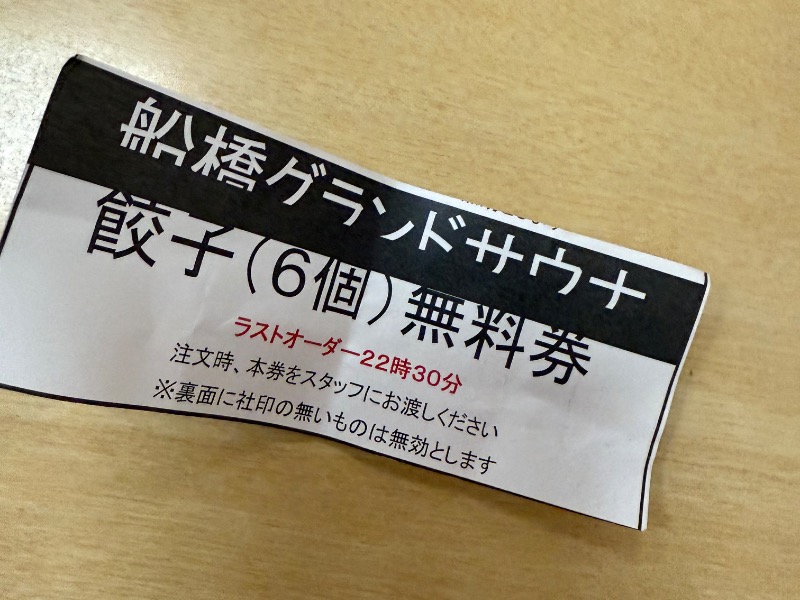 船橋グランドサウナ
餃子(6個)無料券
ラストオーダー22時30分
注文時、本券をスタッフにお渡しください
※裏面に社印の無いものは無効とします